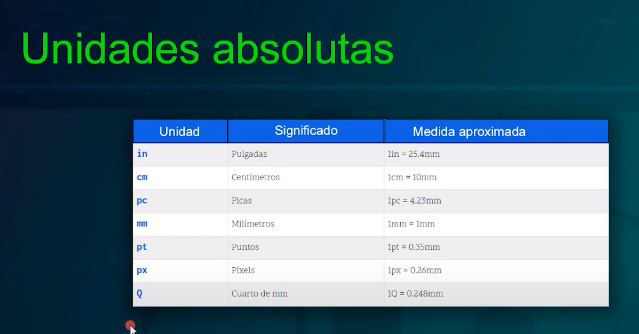 Unidades absolutas
Unidad Significado Medida aproximada
in Pulgadas 1in = 25.4mm
cm Centímetros 1cm = 10mm
pc Picas 1pc = 4.23mm
mm Milímetros 1mm = 1mm
pt Puntos 1pt = 0.35mm
px Pixels 1px = 0.26mm
Q Cuarto de mm 1Q = 0.248mm